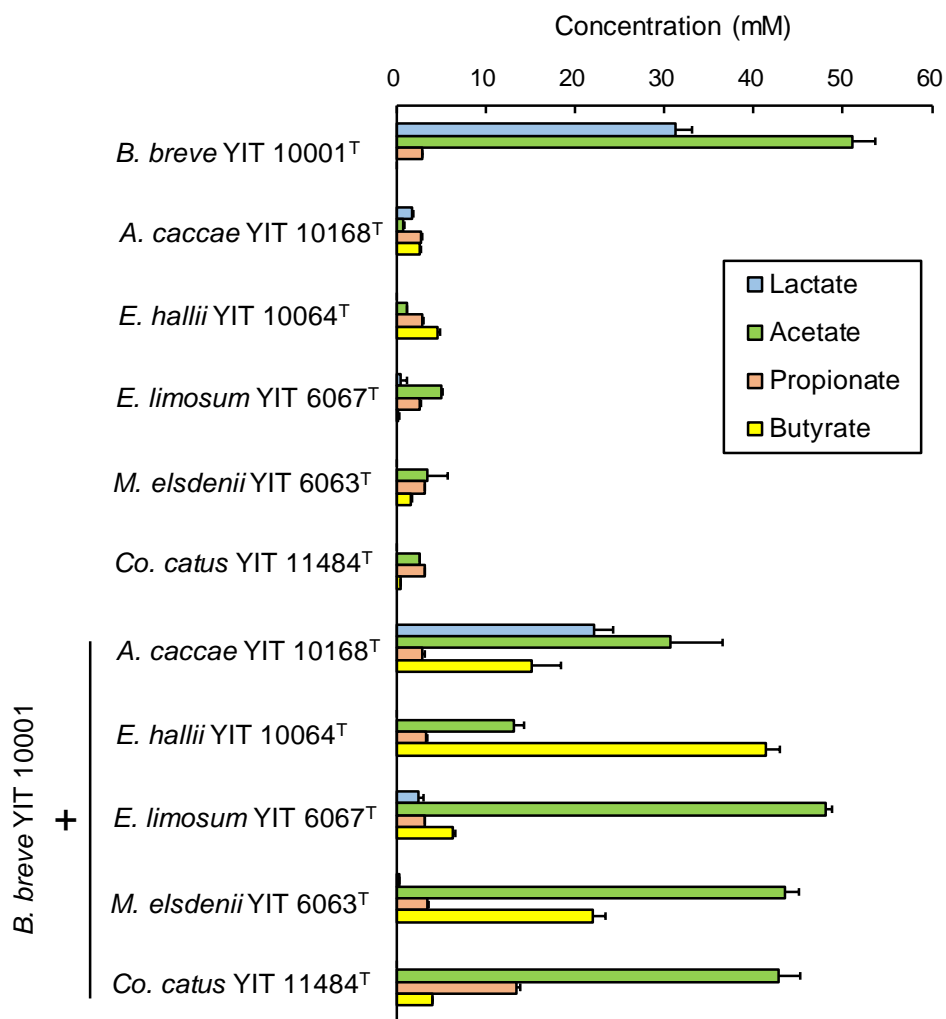 Concentration (mM)
0 10 20 30 40 50 60
B. breve YIT 10001ᵀ
A. caccae YIT 10168ᵀ
E. hallii YIT 10064ᵀ
E. limosum YIT 6067ᵀ
M. elsdenii YIT 6063ᵀ
Co. catus YIT 11484ᵀ
Lactate
Acetate
Propionate
Butyrate
B. breve YIT 10001
+
A. caccae YIT 10168ᵀ
E. hallii YIT 10064ᵀ
E. limosum YIT 6067ᵀ
M. elsdenii YIT 6063ᵀ
Co. catus YIT 11484ᵀ